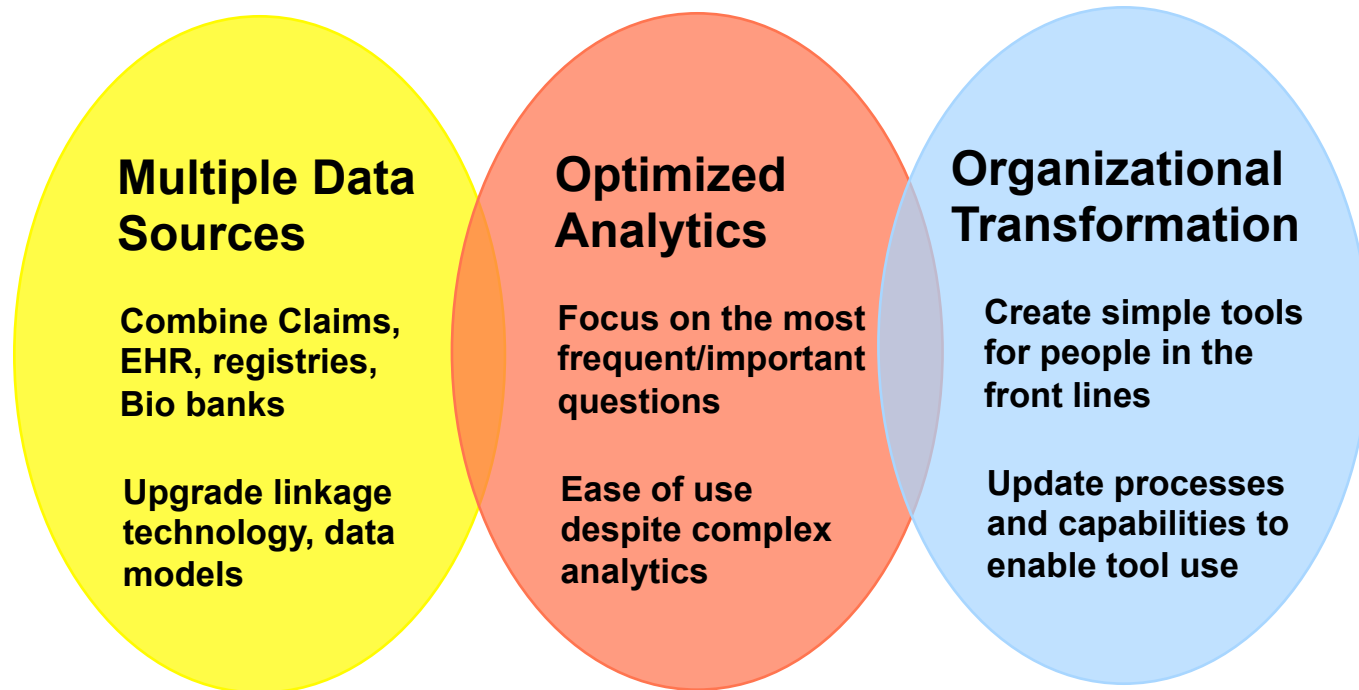 Multiple Data
Sources
Combine Claims,
EHR, registries,
Bio banks
Upgrade linkage
technology, data
models
Optimized
Analytics
Focus on the most
frequent/important
questions
Ease of use
despite complex
analytics
Organizational
Transformation
Create simple tools
for people in the
front lines
Update processes
and capabilities to
enable tool use